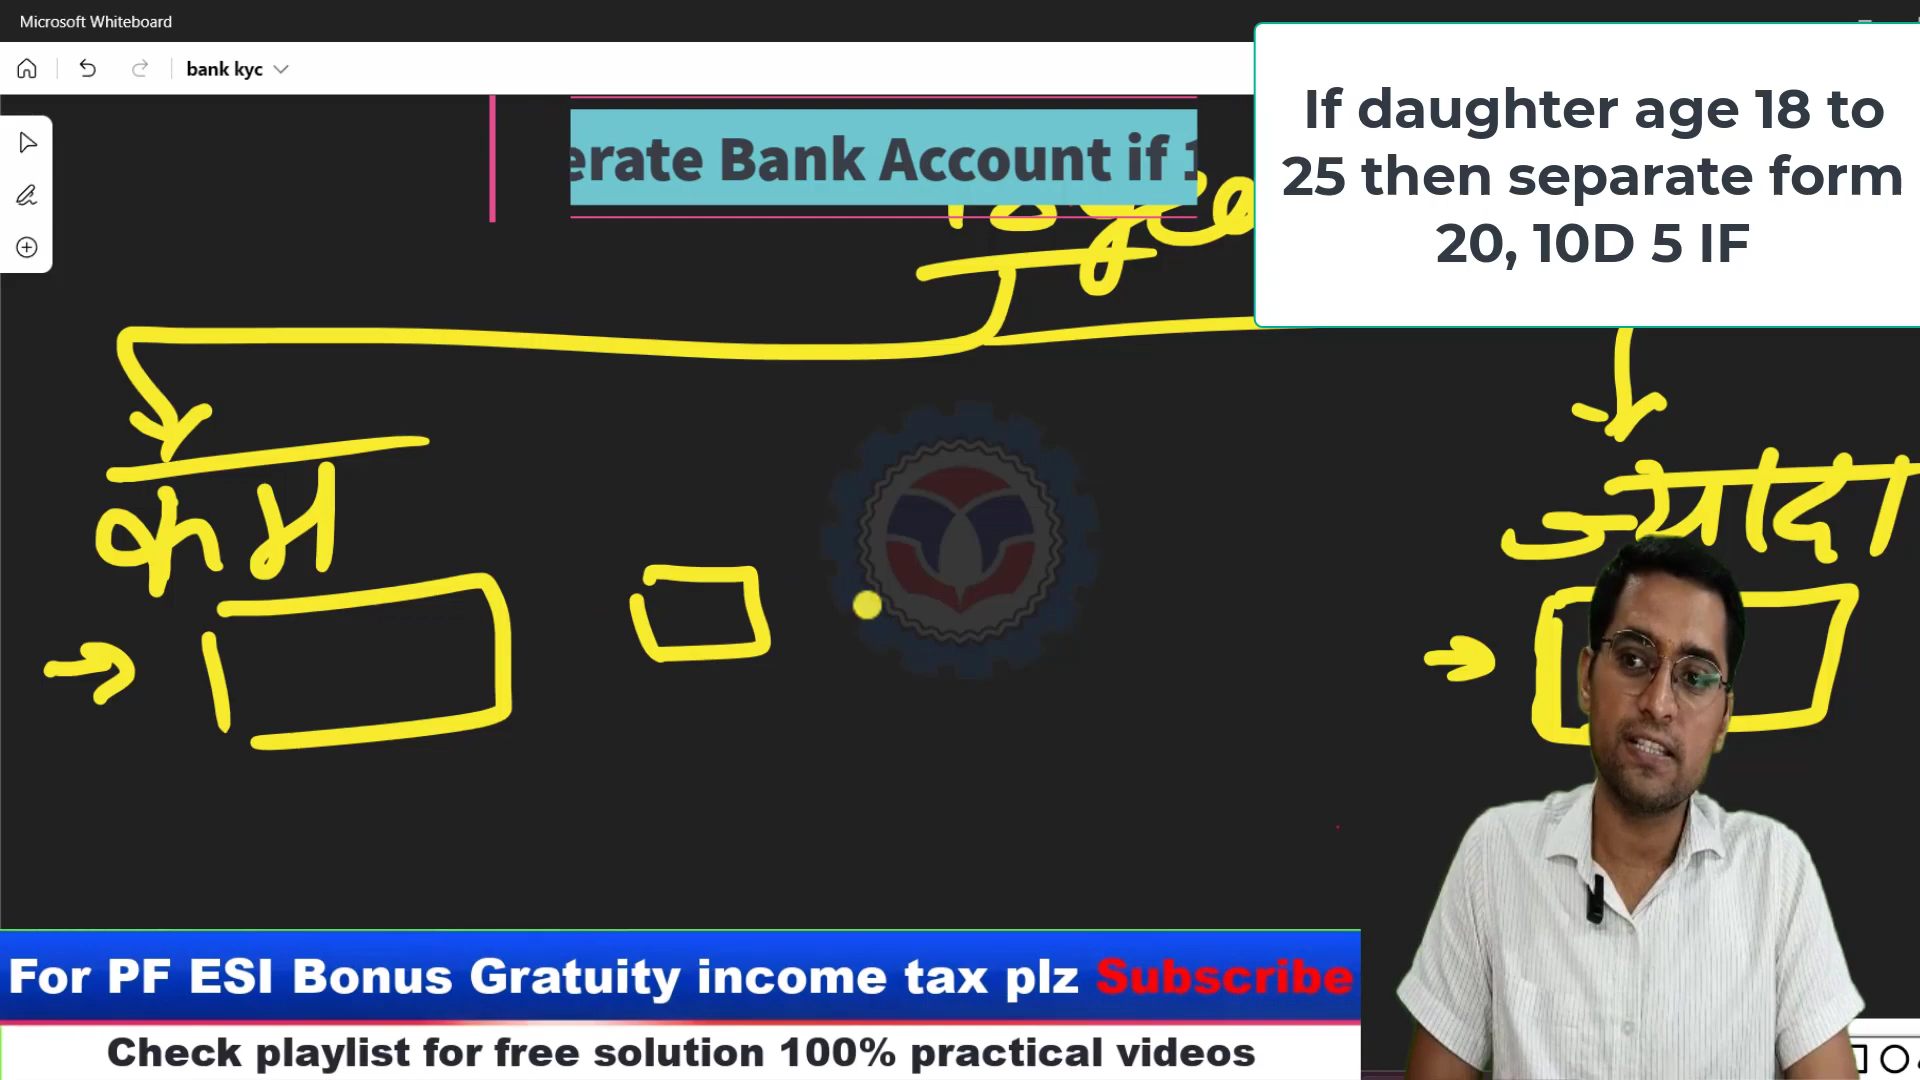 Microsoft Whiteboard
bank kyc
If daughter age 18 to
25 then separate form
20, 10D 5 IF
erate Bank Account if 1
कम
ज्यादा
For PF ESI Bonus Gratuity income tax plz Subscribe
Check playlist for free solution 100% practical videos